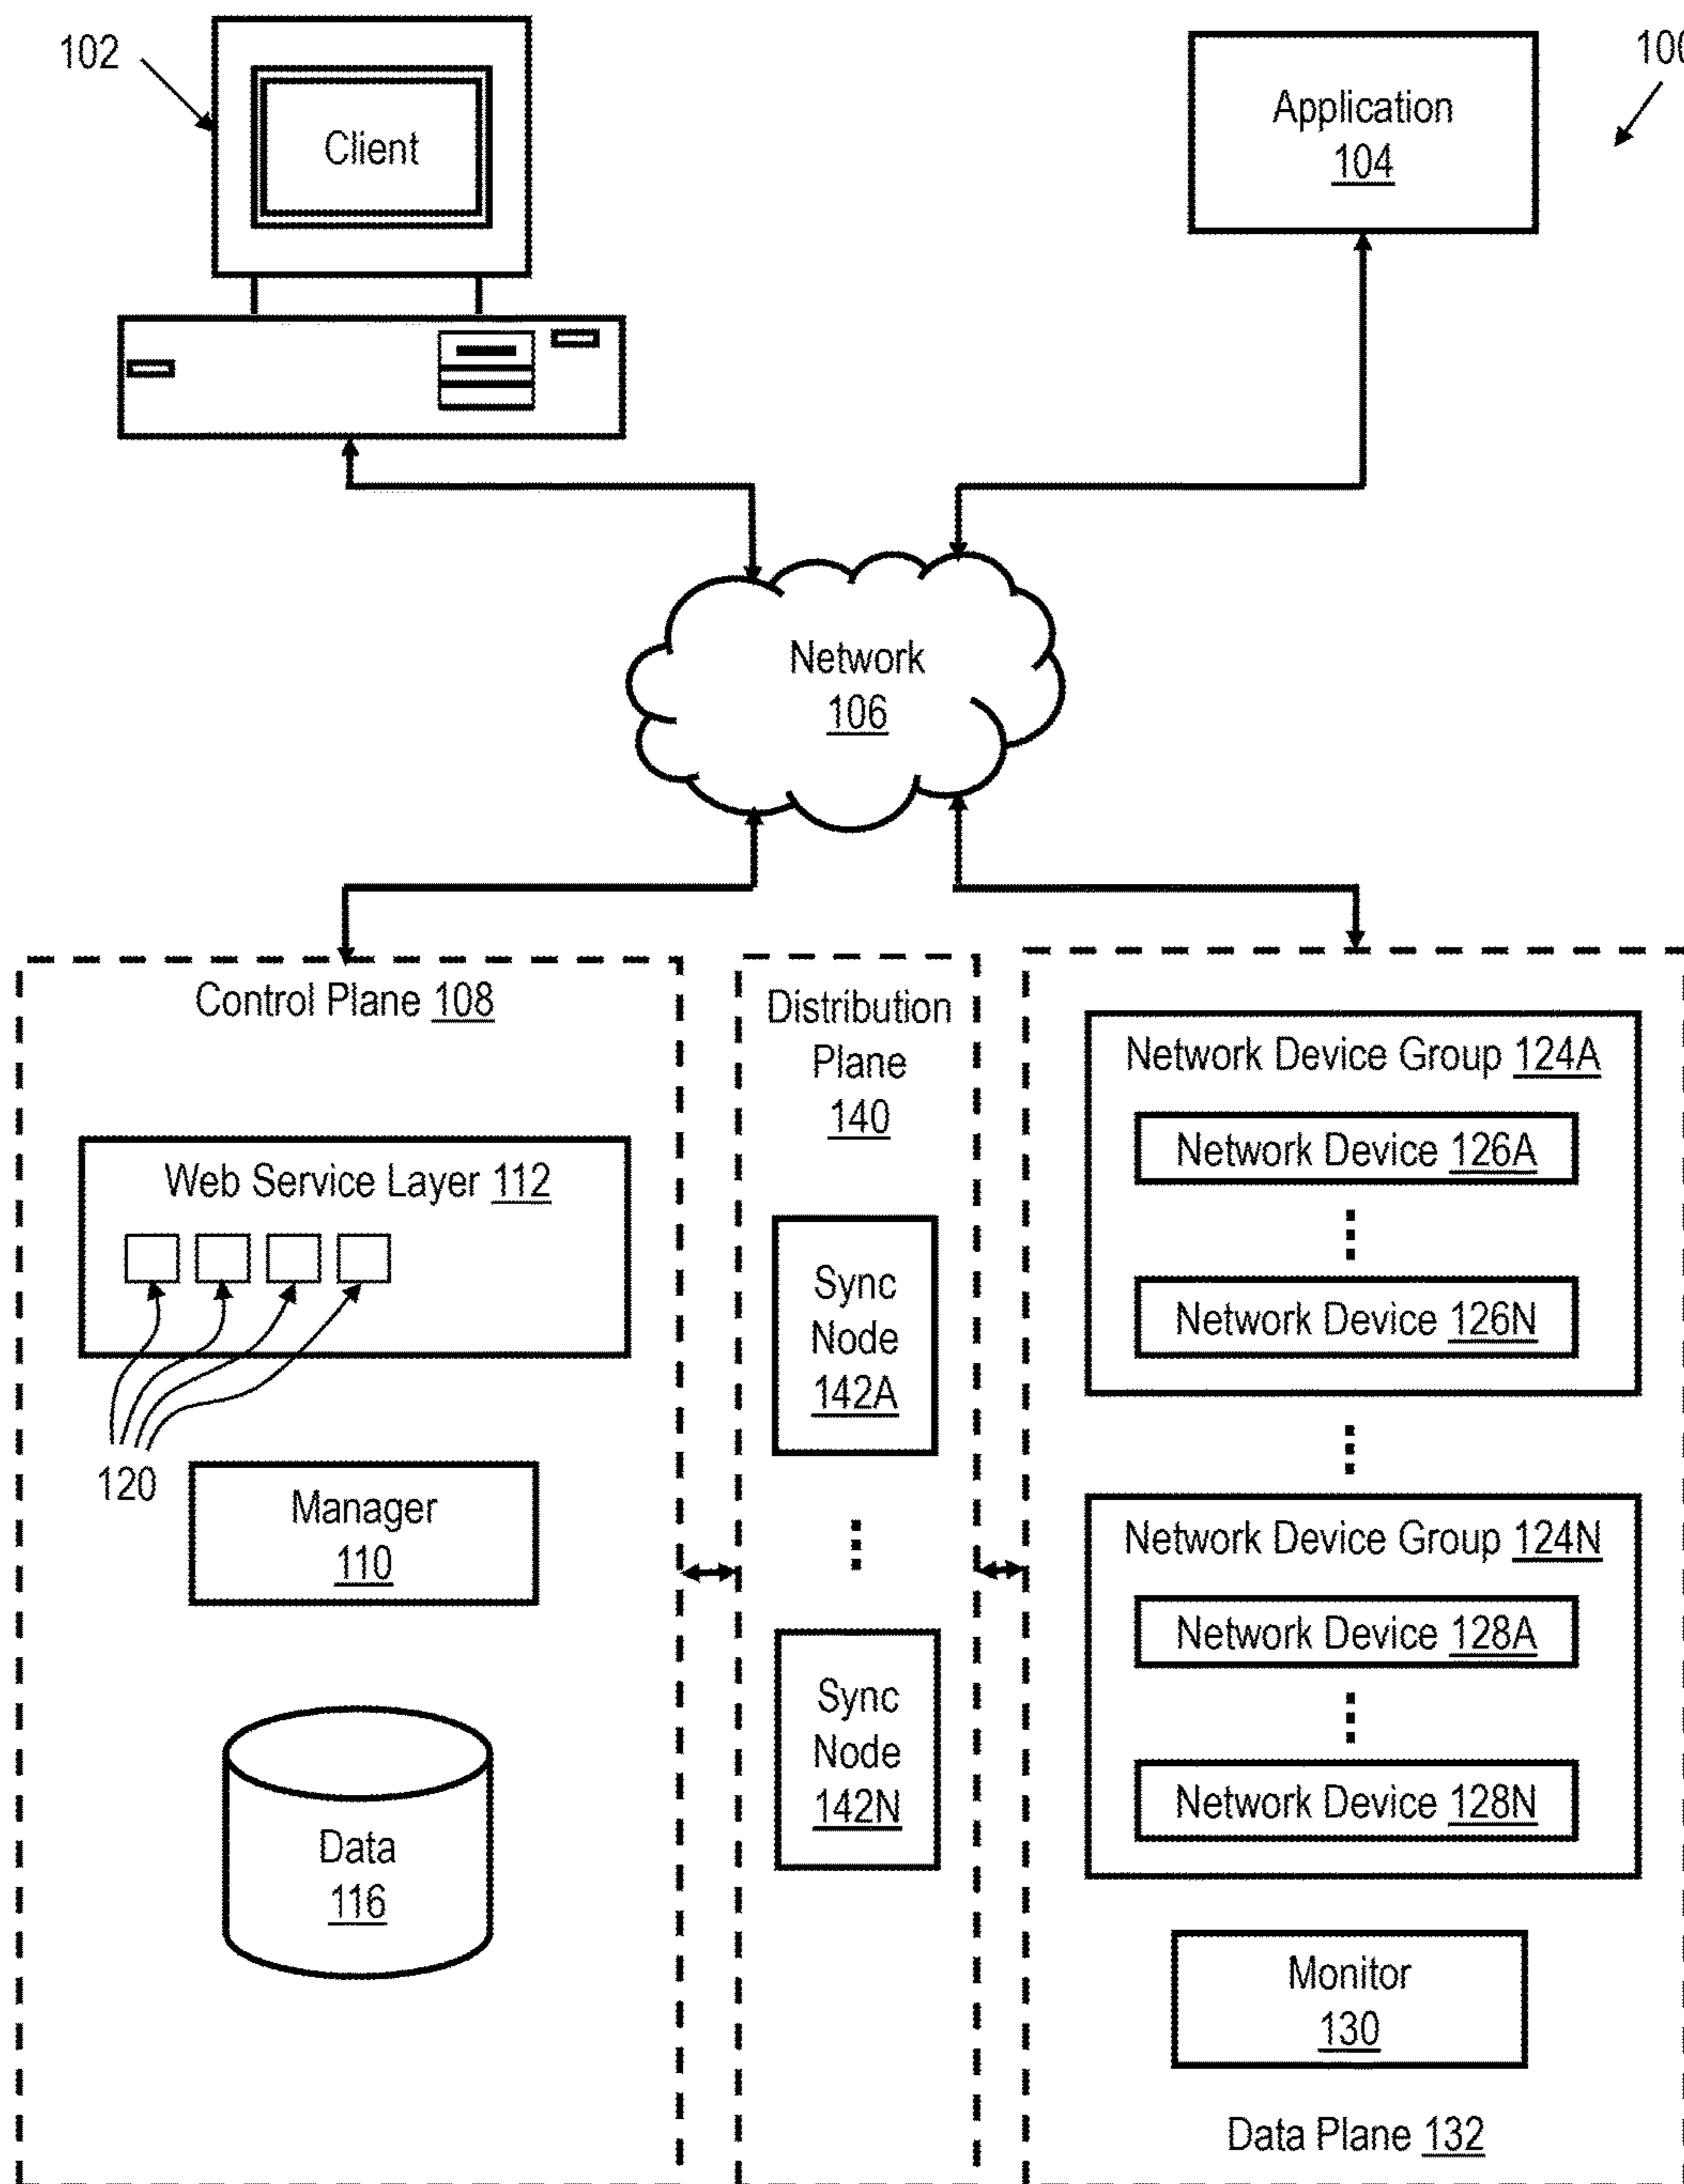 102
Client
Application
104
100
Network
106
Control Plane 108
Web Service Layer 112
120
Manager
110
Data
116
Distribution
Plane
140
Sync
Node
142A
Sync
Node
142N
Network Device Group 124A
Network Device 126A
Network Device 126N
Network Device Group 124N
Network Device 128A
Network Device 128N
Monitor
130
Data Plane 132